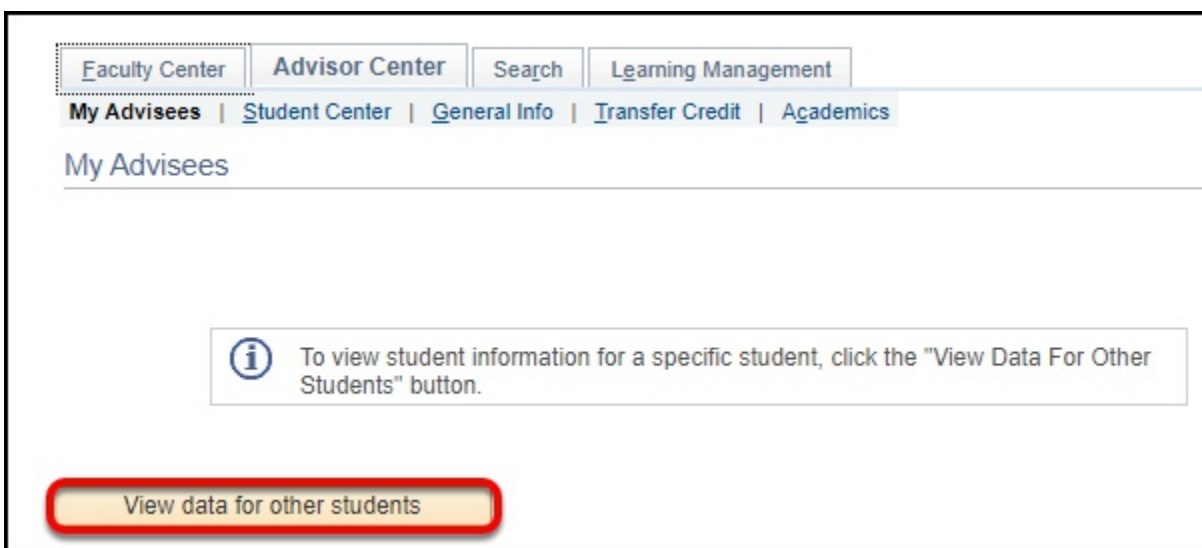 Faculty Center Advisor Center Search Learning Management
My Advisees | Student Center | General Info | Transfer Credit | Academics
My Advisees
To view student information for a specific student, click the "View Data For Other
Students" button.
View data for other students